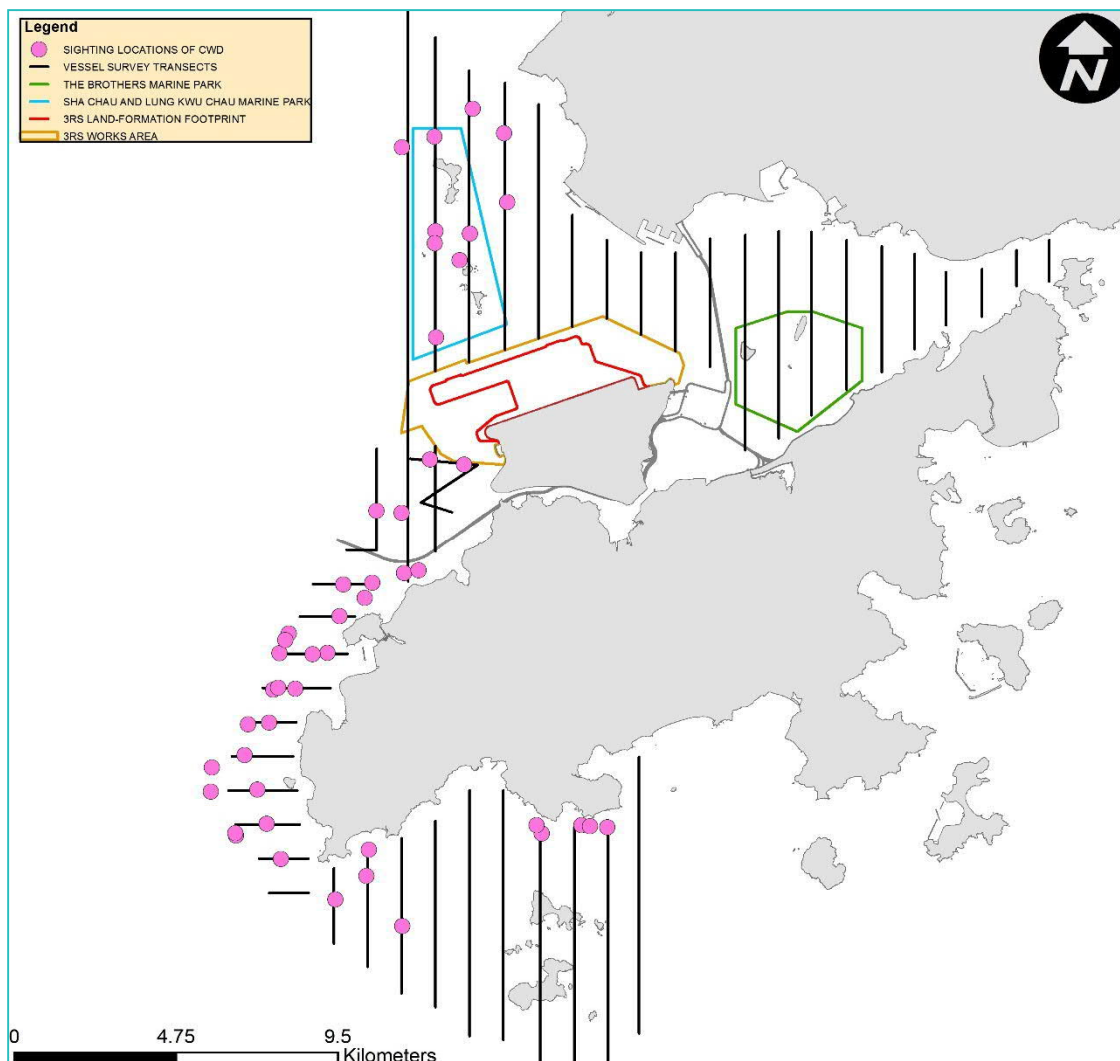 Legend
SIGHTING LOCATIONS OF CWD
VESSEL SURVEY TRANSECTS
THE BROTHERS MARINE PARK
SHA CHAU AND LUNG KWU CHAU MARINE PARK
3RS LAND-FORMATION FOOTPRINT
3RS WORKS AREA
N
0 4.75 9.5
Kilometers